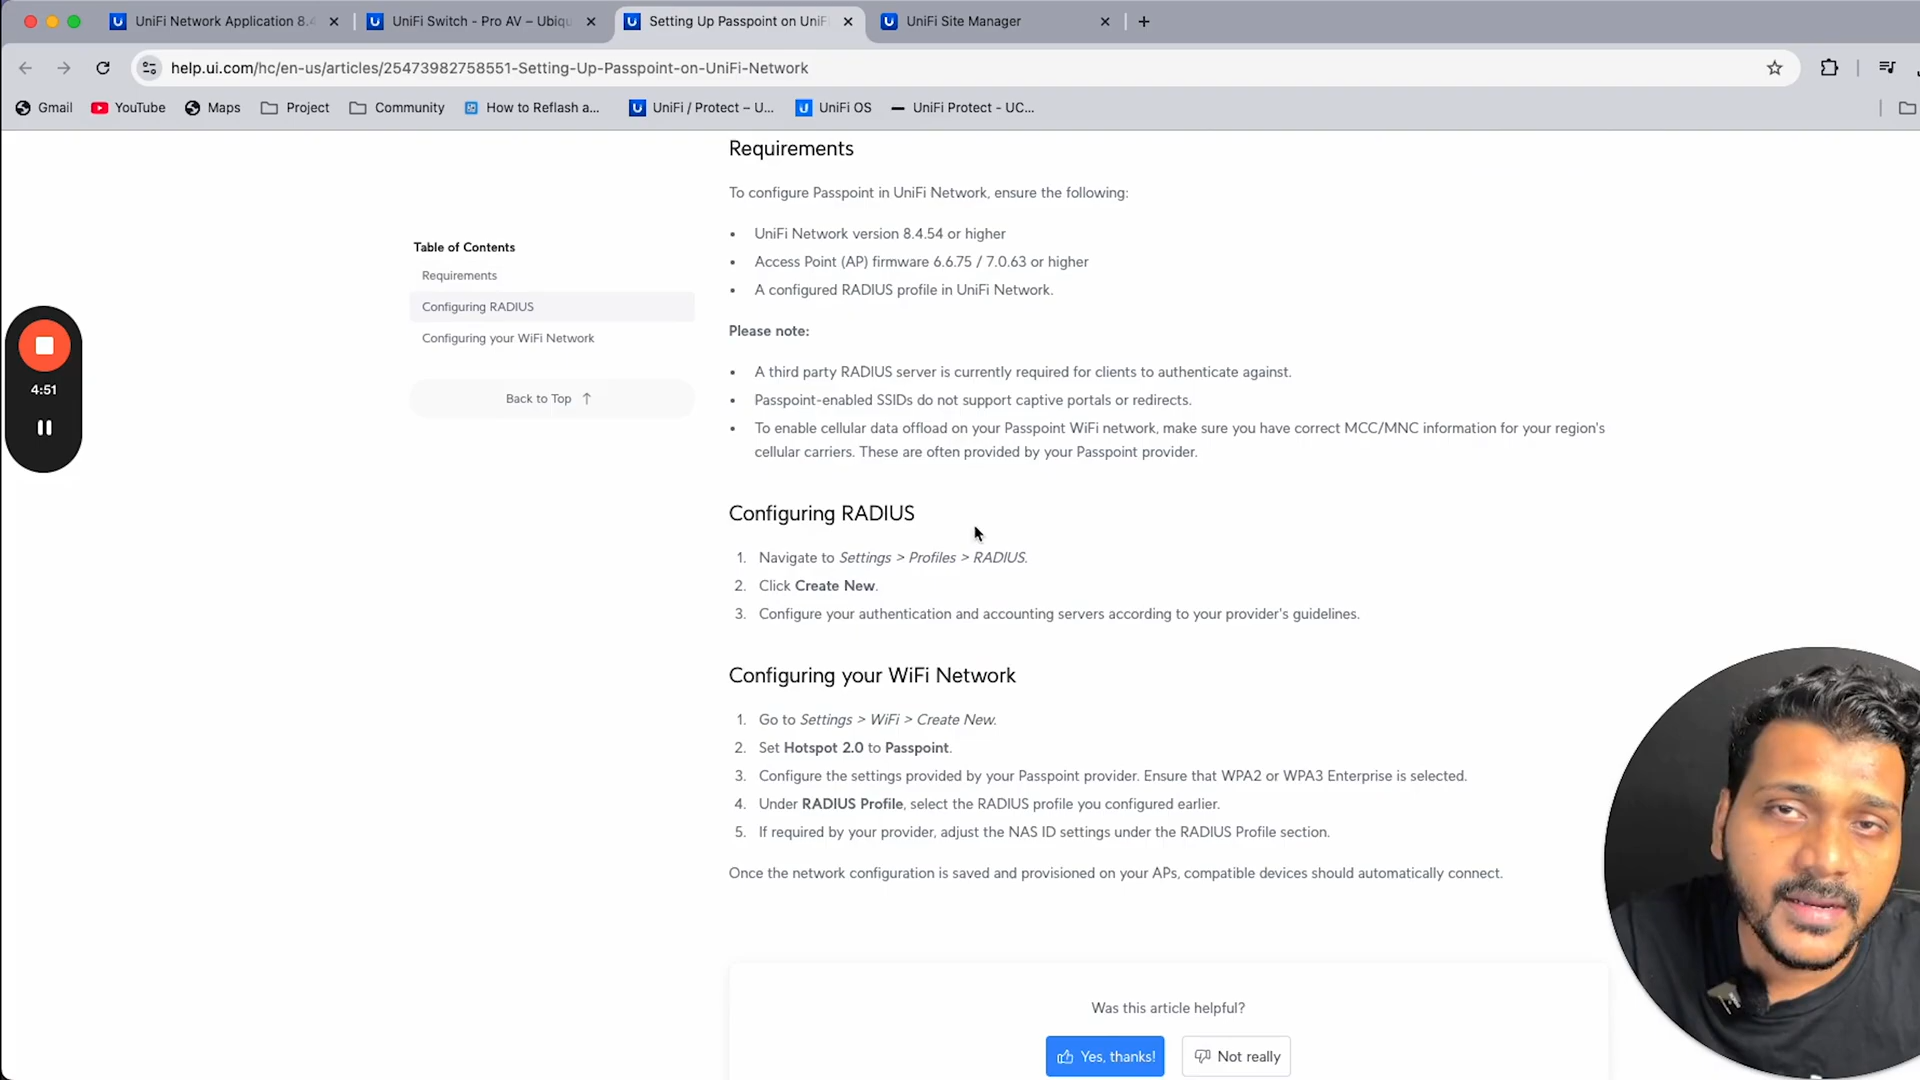 UniFi Network Application 8.4
UniFi Switch - Pro AV – Ubiqu
Setting Up Passpoint on UniFi
UniFi Site Manager
help.ui.com/hc/en-us/articles/25473982758551-Setting-Up-Passpoint-on-UniFi-Network
Gmail
YouTube
Maps
Project
Community
How to Reflash a...
UniFi / Protect – U...
UniFi OS
UniFi Protect - UC...
4:51
Table of Contents
Requirements
Configuring RADIUS
Configuring your WiFi Network
Back to Top ↑
Requirements
To configure Passpoint in UniFi Network, ensure the following:
• UniFi Network version 8.4.54 or higher
• Access Point (AP) firmware 6.6.75 / 7.0.63 or higher
• A configured RADIUS profile in UniFi Network.
Please note:
• A third party RADIUS server is currently required for clients to authenticate against.
• Passpoint-enabled SSIDs do not support captive portals or redirects.
• To enable cellular data offload on your Passpoint WiFi network, make sure you have correct MCC/MNC information for your region's
cellular carriers. These are often provided by your Passpoint provider.
Configuring RADIUS
1. Navigate to Settings > Profiles > RADIUS.
2. Click Create New.
3. Configure your authentication and accounting servers according to your provider's guidelines.
Configuring your WiFi Network
1. Go to Settings > WiFi > Create New.
2. Set Hotspot 2.0 to Passpoint.
3. Configure the settings provided by your Passpoint provider. Ensure that WPA2 or WPA3 Enterprise is selected.
4. Under RADIUS Profile, select the RADIUS profile you configured earlier.
5. If required by your provider, adjust the NAS ID settings under the RADIUS Profile section.
Once the network configuration is saved and provisioned on your APs, compatible devices should automatically connect.
Was this article helpful?
Yes, thanks!
Not really